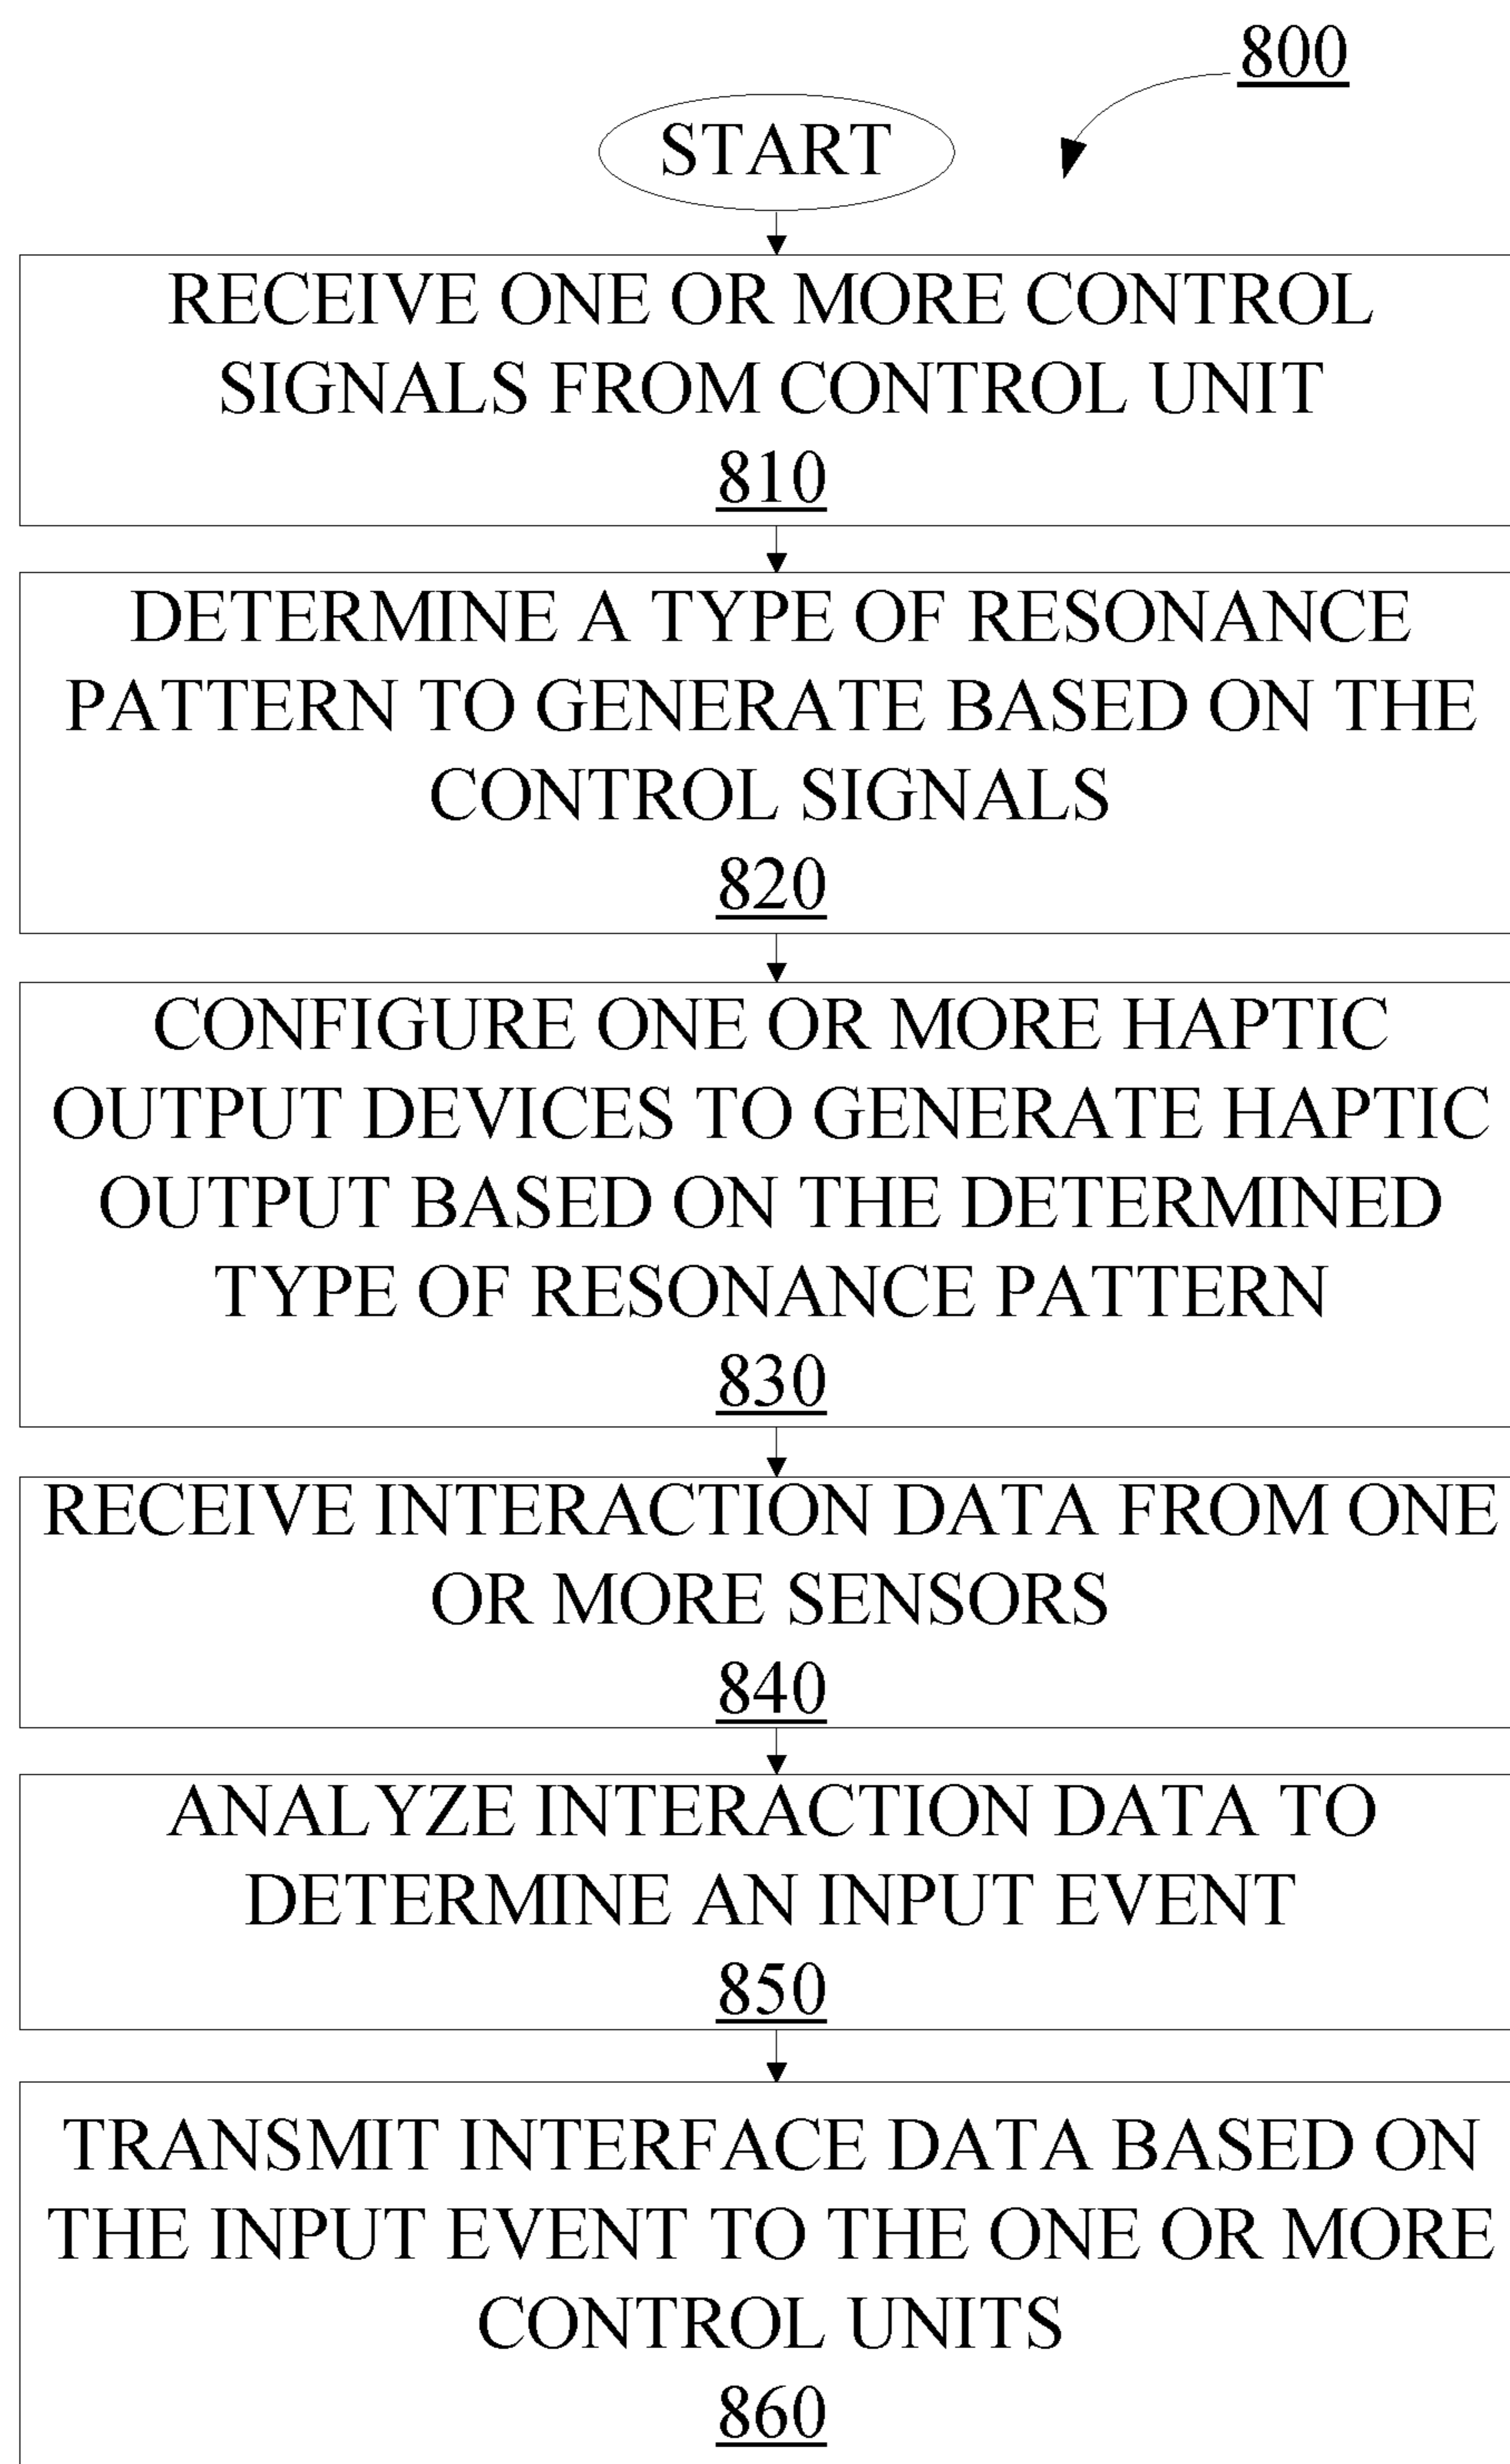 800
START
RECEIVE ONE OR MORE CONTROL
SIGNALS FROM CONTROL UNIT
810
DETERMINE A TYPE OF RESONANCE
PATTERN TO GENERATE BASED ON THE
CONTROL SIGNALS
820
CONFIGURE ONE OR MORE HAPTIC
OUTPUT DEVICES TO GENERATE HAPTIC
OUTPUT BASED ON THE DETERMINED
TYPE OF RESONANCE PATTERN
830
RECEIVE INTERACTION DATA FROM ONE
OR MORE SENSORS
840
ANALYZE INTERACTION DATA TO
DETERMINE AN INPUT EVENT
850
TRANSMIT INTERFACE DATA BASED ON
THE INPUT EVENT TO THE ONE OR MORE
CONTROL UNITS
860